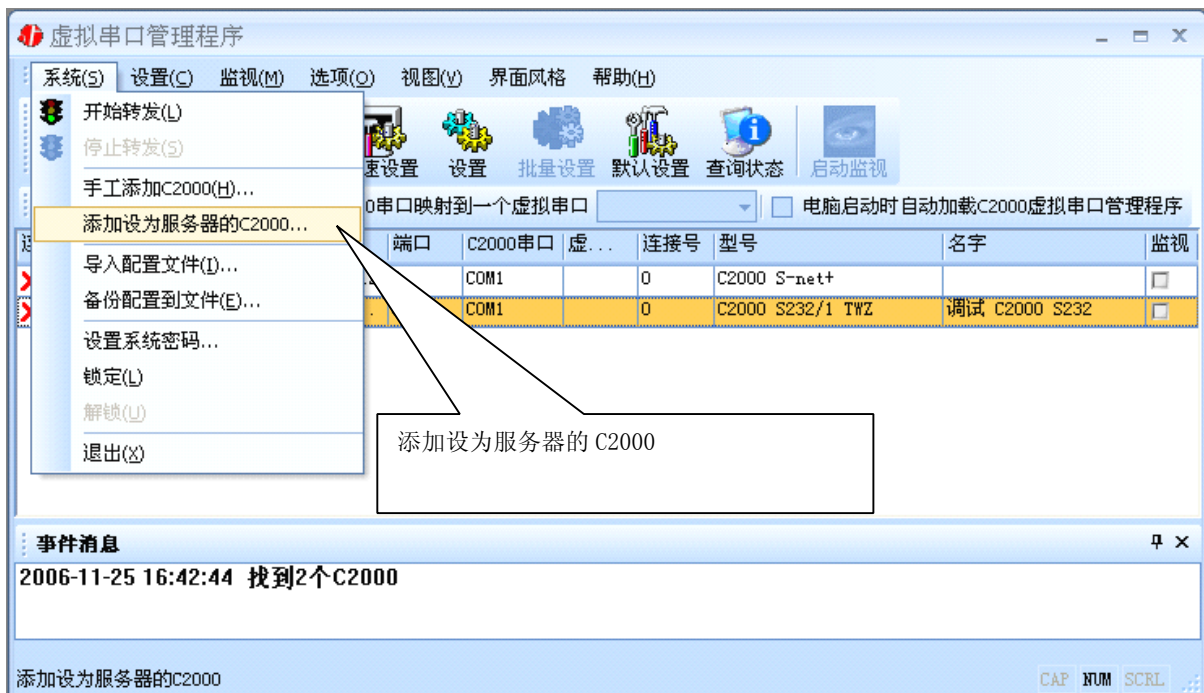 虚拟串口管理程序
系统(S) 设置(C) 监视(M) 选项(O) 视图(V) 界面风格 帮助(H)
开始转发(L)
停止转发(S)
手工添加C2000(H)...
添加设为服务器的C2000...
导入配置文件(I)...
备份配置到文件(E)...
设置系统密码...
锁定(L)
解锁(U)
退出(X)
速设置 设置 批量设置 默认设置 查询状态 启动监视
0串口映射到一个虚拟串口 电脑启动时自动加载C2000虚拟串口管理程序
端口 C2000串口 虚... 连接号 型号 名字 监视
COM1 0 C2000 S-net+
COM1 0 C2000 S232/1 TWZ 调试 C2000 S232
添加设为服务器的 C2000
事件消息
2006-11-25 16:42:44 找到2个C2000
添加设为服务器的C2000
CAP NUM SCRL